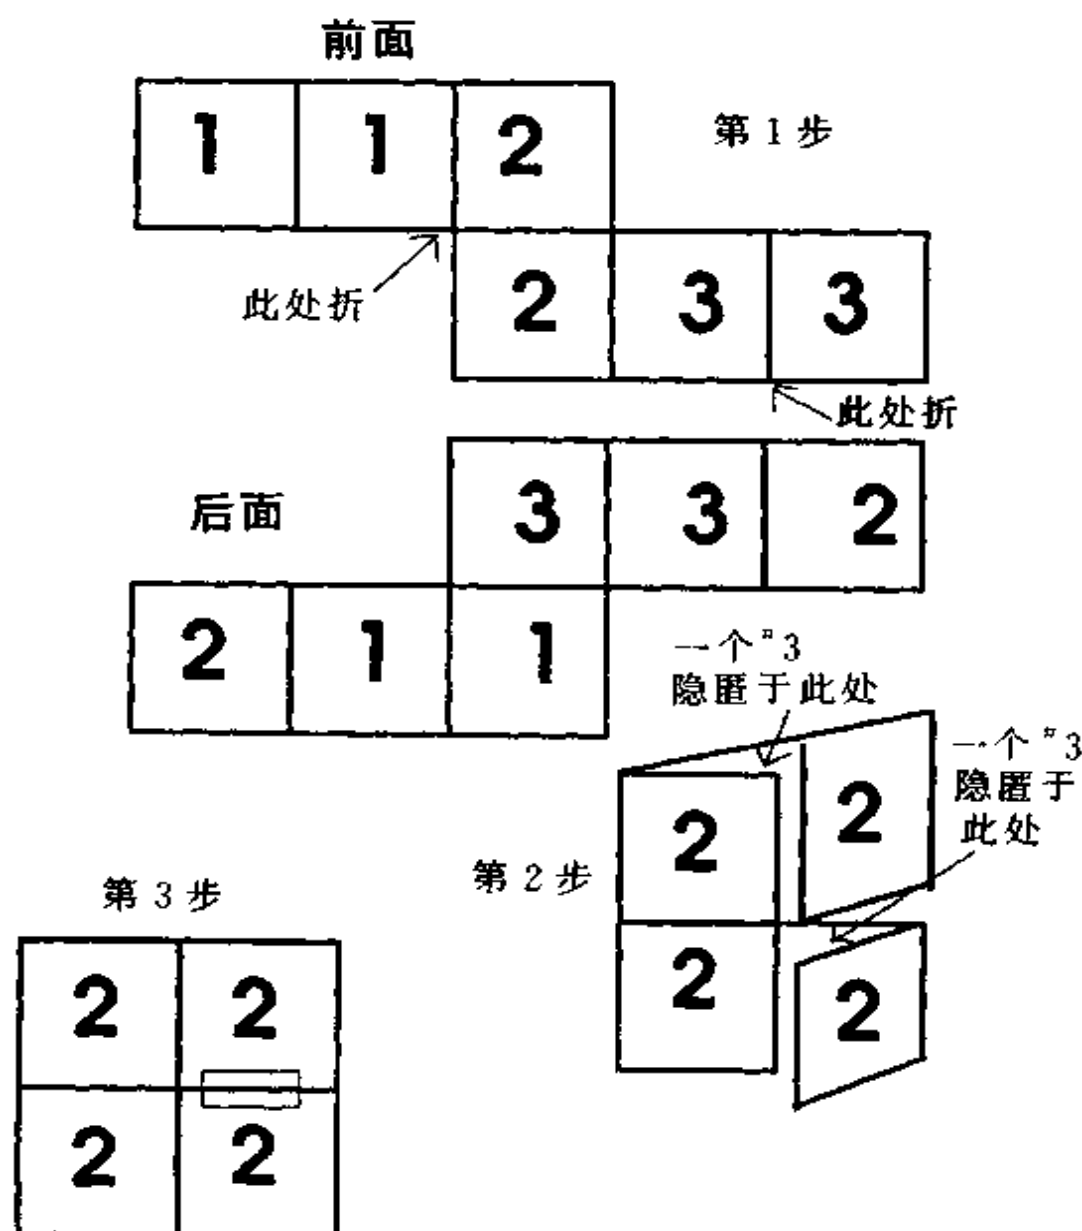 前面
1 1 2
第 1 步
此处折
2 3 3
此处折
后面
3 3 2
2 1 1
一个"3
隐匿于此处
一个"3
隐匿于
此处
2 2
第 2 步
2 2
第 3 步
2 2
2 2